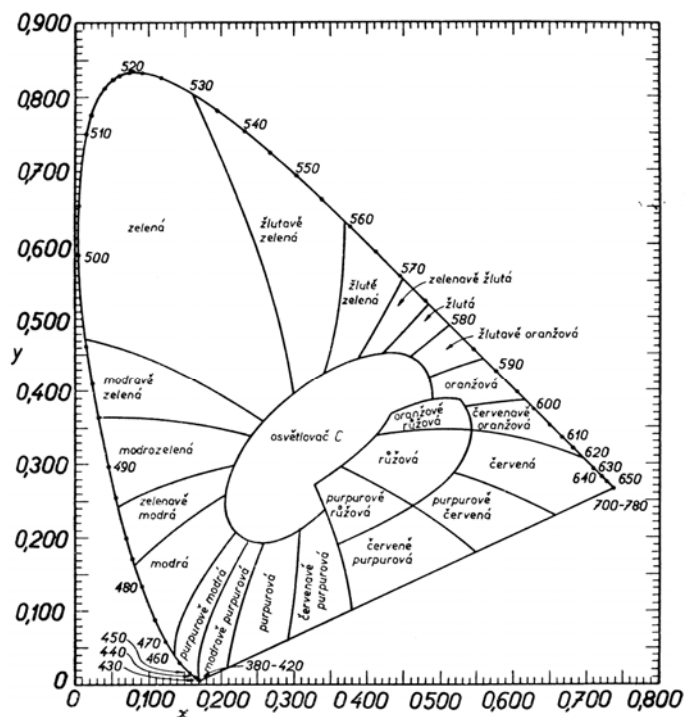 0,900
0,800
0,700
0,600
0,500
y
0,400
0,300
0,200
0,100
0
520
530
510
540
550
560
500
570
580
590
600
610
620
630
640
650
700-780
490
480
470
460
450
440
430
380-420
zelená
žlutavě
zelená
žlutě
zelená
zelenavě žlutá
žlutá
žlutavě oranžová
oranžová
oranžově
růžová
červenavě
oranžová
modravě
zelená
osvětlovač C
modrozelená
růžová
červená
zelenavě
modrá
purpurově
růžová
purpurově
červená
modrá
červeně
purpurová
purpurově modrá
modravě purpurová
purpurová
červenavě
purpurová
0,100
0,200
0,300
0,400
0,500
0,600
0,700
0,800
x